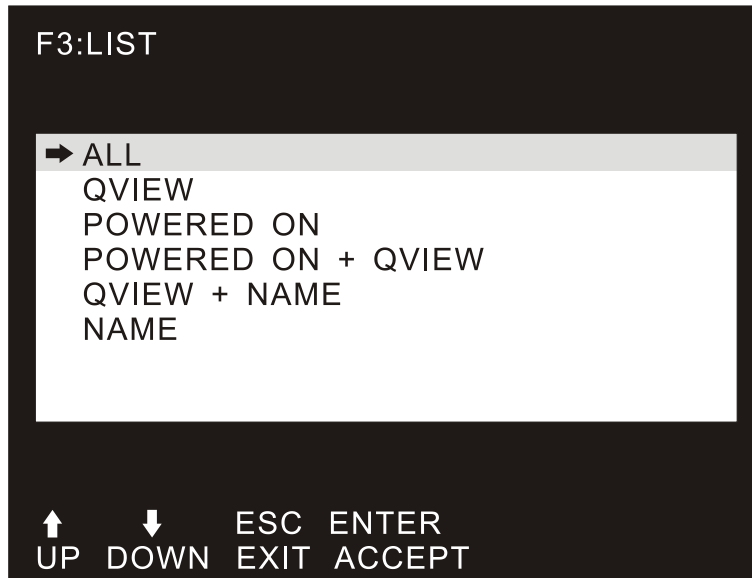 F3:LIST
➡ ALL
QVIEW
POWERED ON
POWERED ON + QVIEW
QVIEW + NAME
NAME
⬆ ⬇ ESC ENTER
UP DOWN EXIT ACCEPT